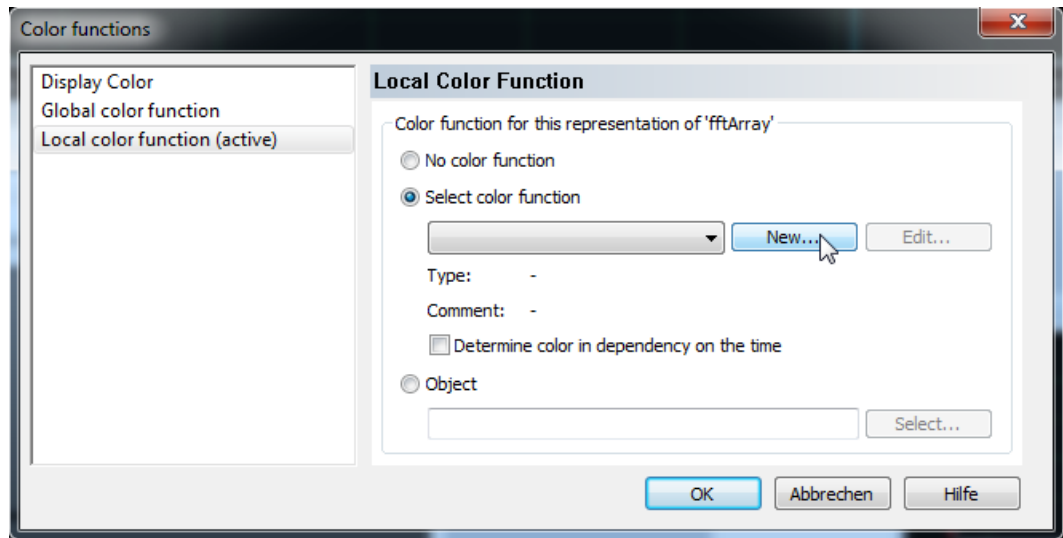 Color functions
Display Color
Global color function
Local color function (active)
Local Color Function
Color function for this representation of 'fftArray'
No color function
Select color function
New...
Edit...
Type: -
Comment: -
Determine color in dependency on the time
Object
Select...
OK
Abbrechen
Hilfe